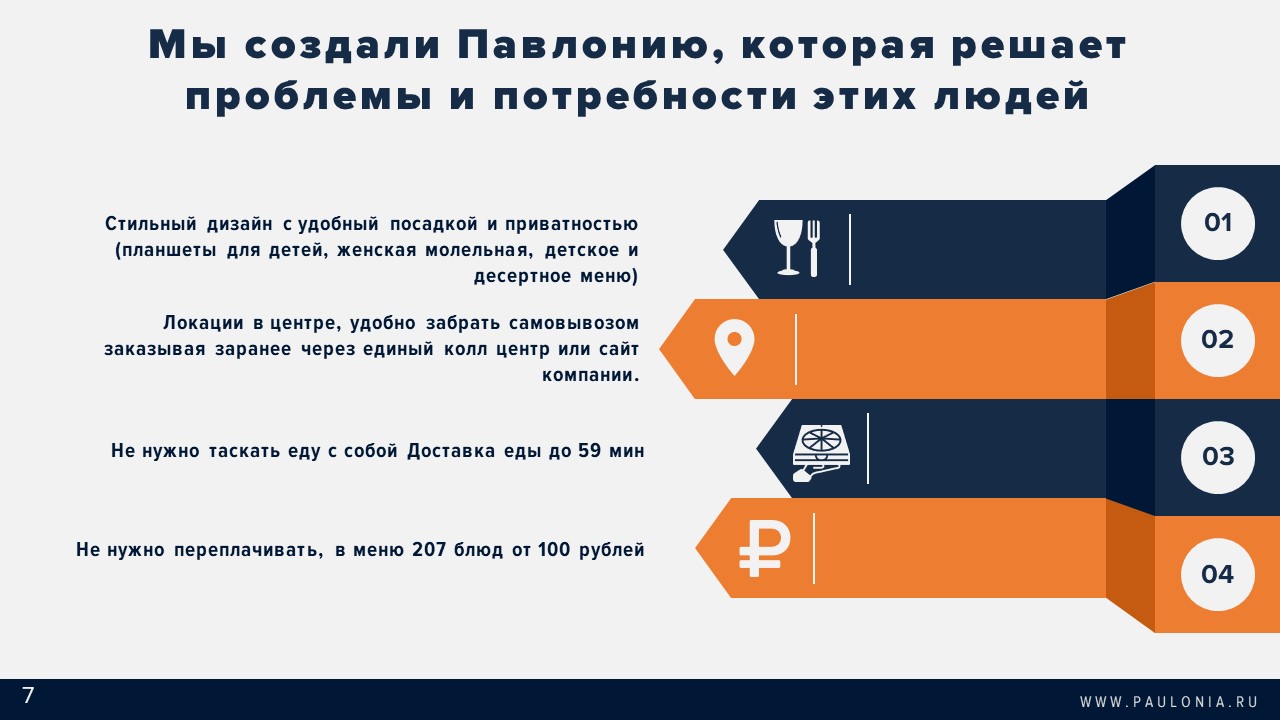 Мы создали Павлонию, которая решает
проблемы и потребности этих людей
Стильный дизайн с удобный посадкой и приватностью
(планшеты для детей, женская молельная, детское и
десертное меню)
01
Локации в центре, удобно забрать самовывозом
заказывая заранее через единый колл центр или сайт
компании.
02
Не нужно таскать еду с собой Доставка еды до 59 мин
03
Не нужно переплачивать, в меню 207 блюд от 100 рублей
04
7
WWW.PAULONIA.RU